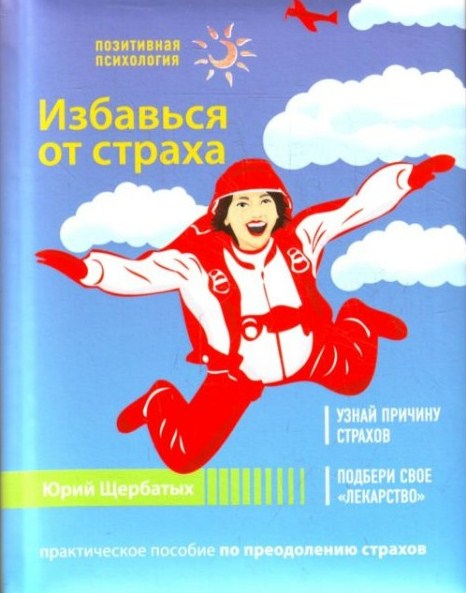 ПОЗИТИВНАЯ
ПСИХОЛОГИЯ
Избавься
от страха
УЗНАЙ ПРИЧИНУ
СТРАХОВ
Юрий Щербатых
ПОДБЕРИ СВОЕ
«ЛЕКАРСТВО»
практическое пособие по преодолению страхов